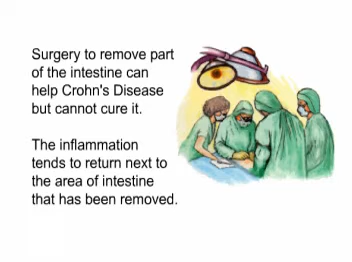 Surgery to remove part
of the intestine can
help Crohn's Disease
but cannot cure it.
The inflammation
tends to return next to
the area of intestine
that has been removed.